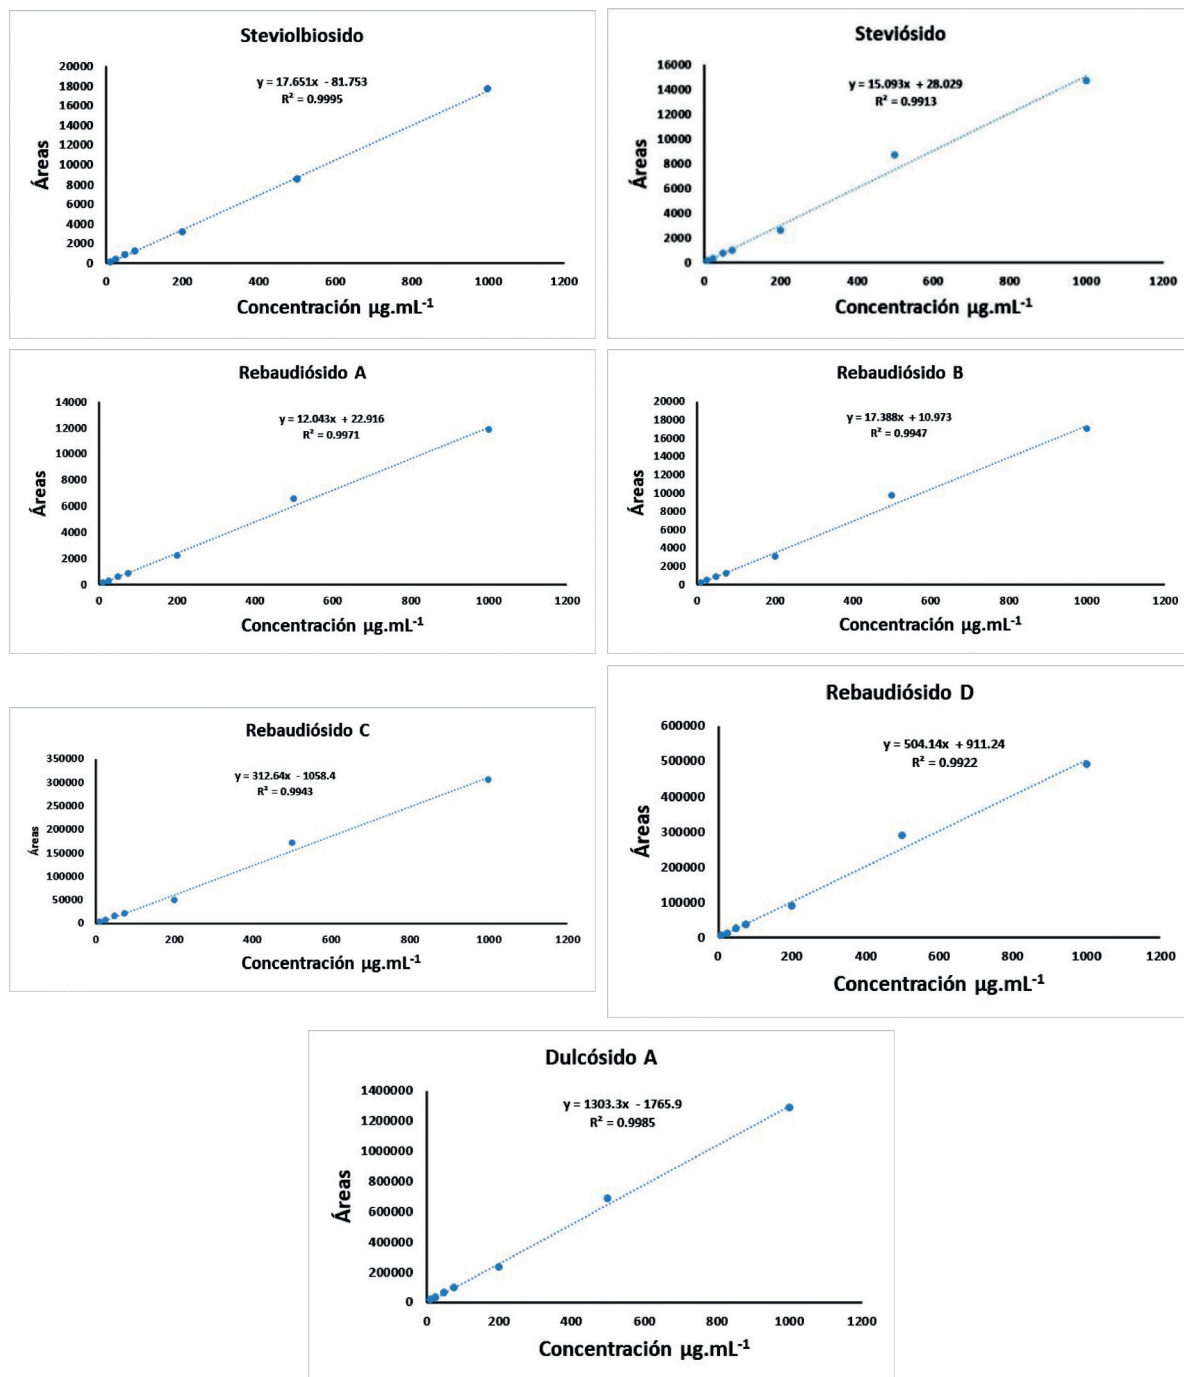 Steviolbiosido
y = 17.651x - 81.753
R² = 0.9995
20000
18000
16000
14000
12000
10000
8000
6000
4000
2000
0
Áreas
0 200 400 600 800 1000 1200
Concentración µg.mL⁻¹
Steviósido
y = 15.093x + 28.029
R² = 0.9913
16000
14000
12000
10000
8000
6000
4000
2000
0
Áreas
0 200 400 600 800 1000 1200
Concentración µg.mL⁻¹
Rebaudiósido A
y = 12.043x + 22.916
R² = 0.9971
14000
12000
10000
8000
6000
4000
2000
0
Áreas
0 200 400 600 800 1000 1200
Concentración µg.mL⁻¹
Rebaudiósido B
y = 17.388x + 10.973
R² = 0.9947
20000
18000
16000
14000
12000
10000
8000
6000
4000
2000
0
Áreas
0 200 400 600 800 1000 1200
Concentración µg.mL⁻¹
Rebaudiósido C
y = 312.64x - 1058.4
R² = 0.9943
350000
300000
250000
200000
150000
100000
50000
0
Áreas
0 200 400 600 800 1000 1200
Concentración µg.mL⁻¹
Rebaudiósido D
y = 504.14x + 911.24
R² = 0.9922
600000
500000
400000
300000
200000
100000
0
Áreas
0 200 400 600 800 1000 1200
Concentración µg.mL⁻¹
Dulcósido A
y = 1303.3x - 1765.9
R² = 0.9985
1400000
1200000
1000000
800000
600000
400000
200000
0
Áreas
0 200 400 600 800 1000 1200
Concentración µg.mL⁻¹